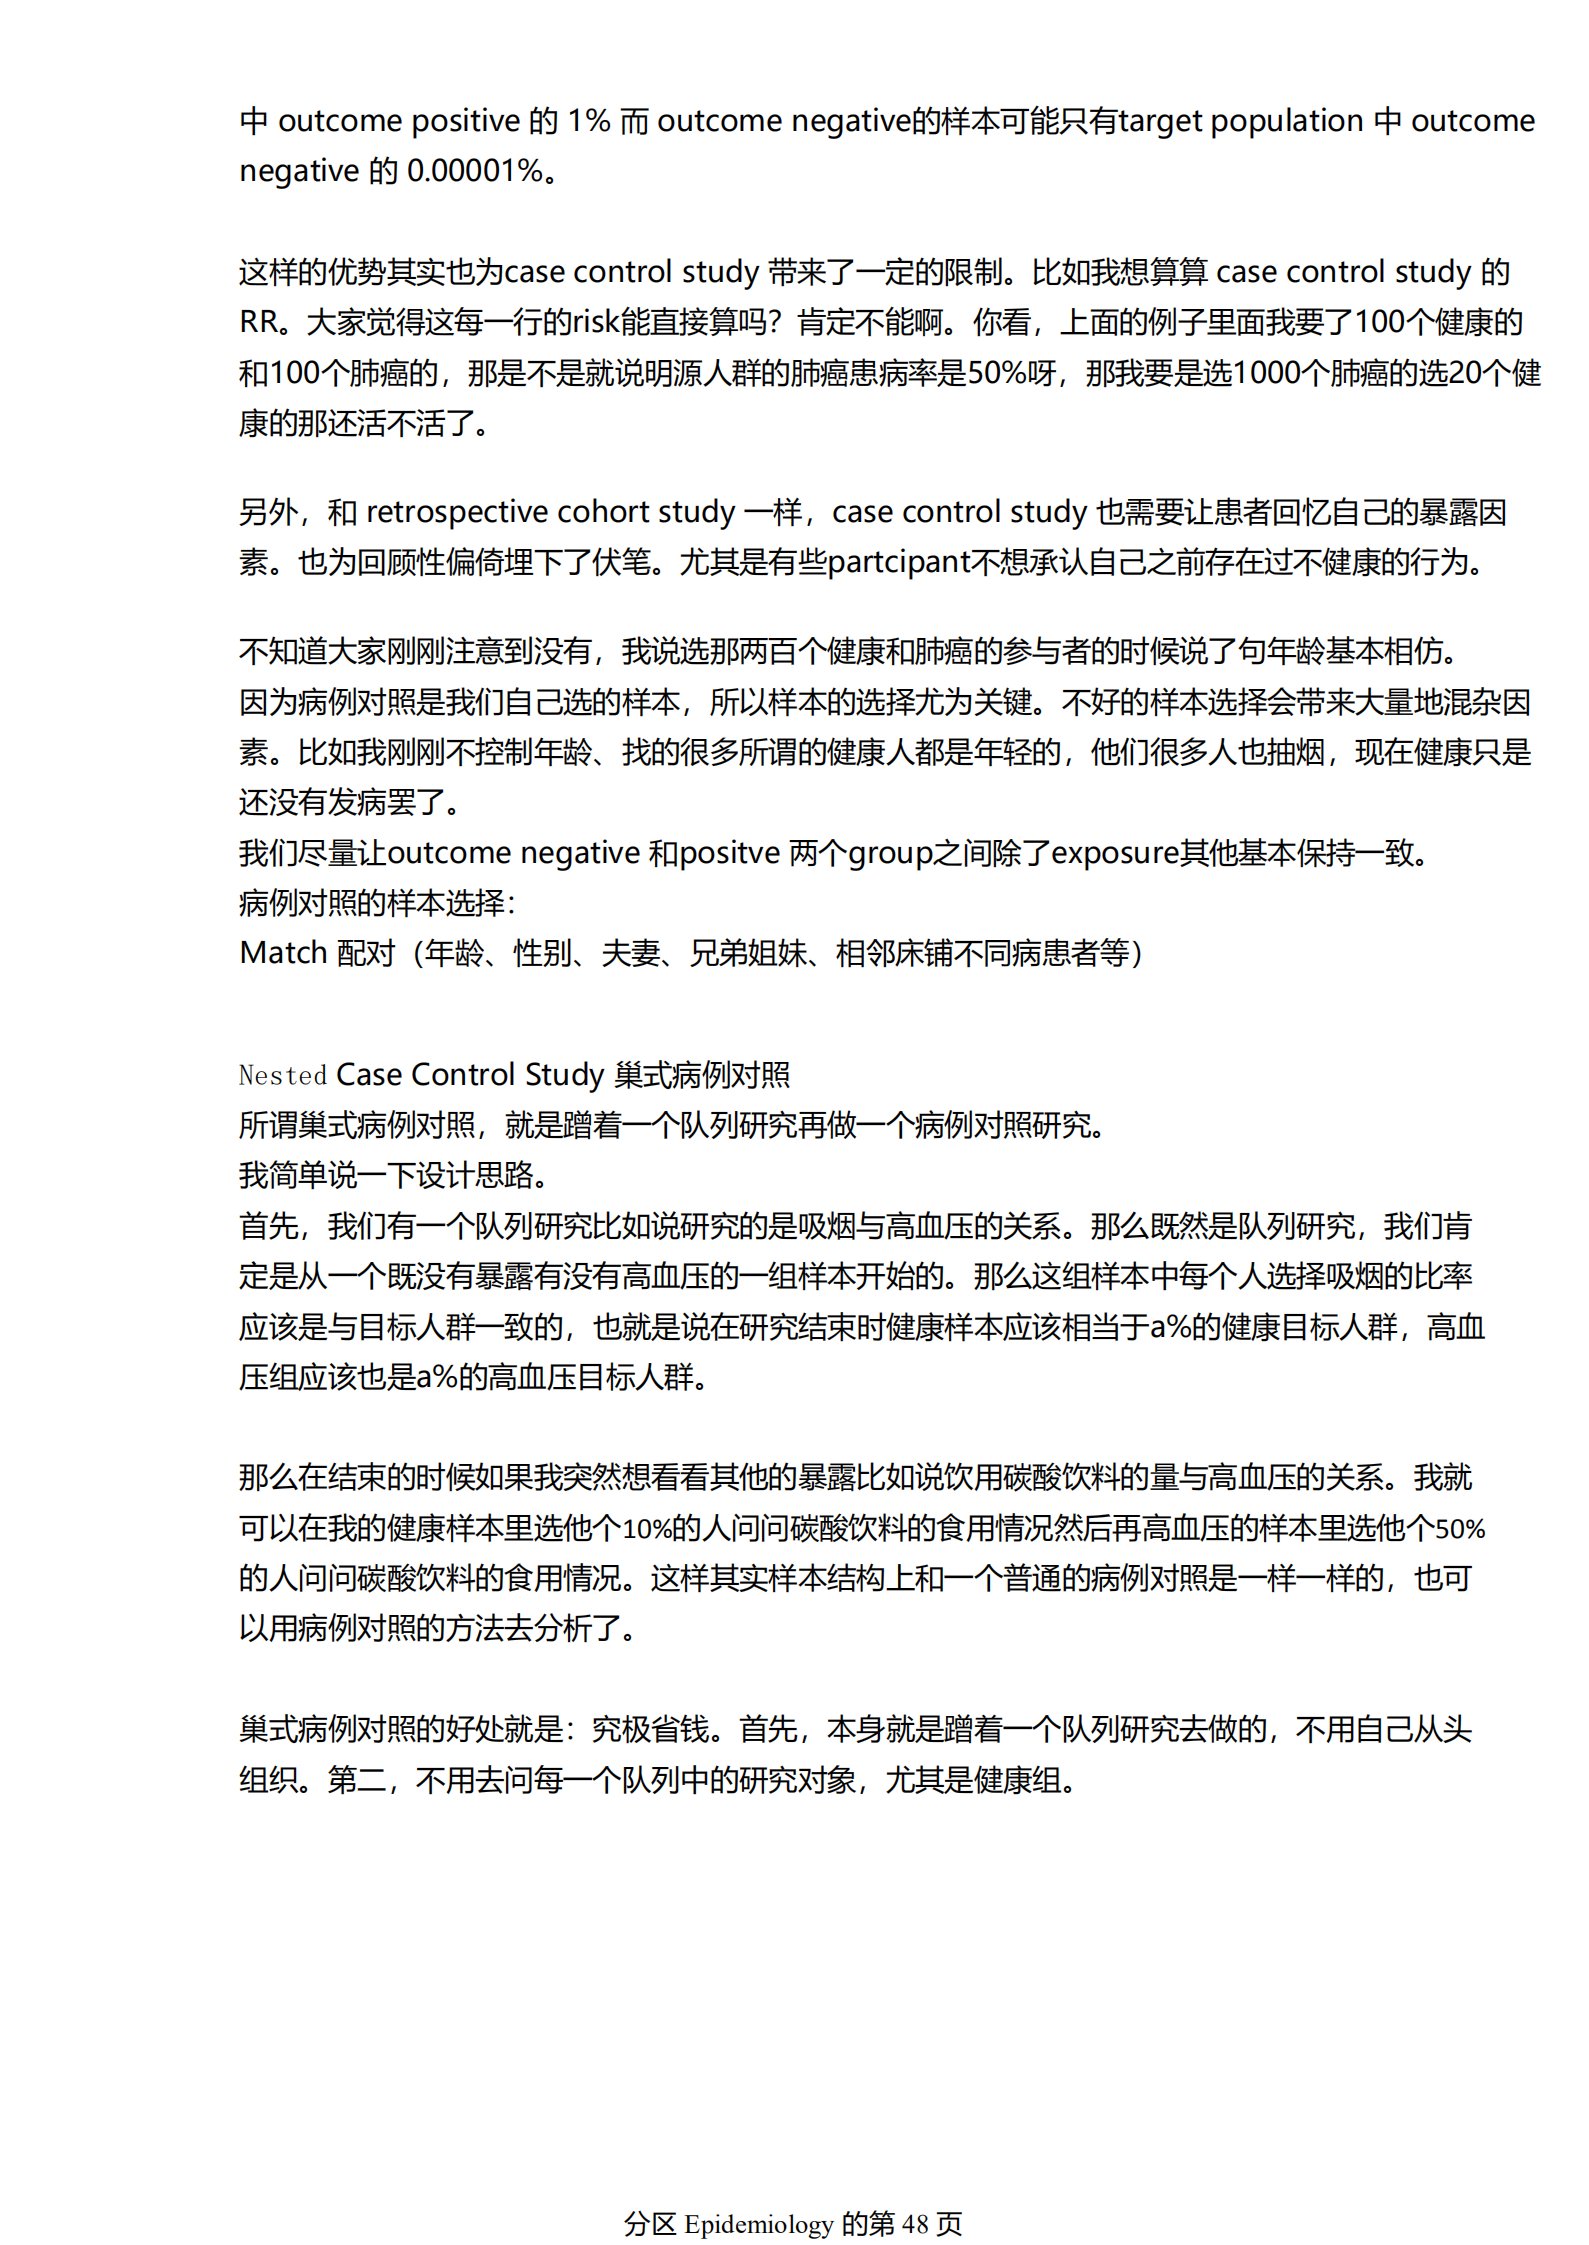 中 outcome positive 的 1% 而 outcome negative的样本可能只有target population 中 outcome
negative 的 0.00001%。
这样的优势其实也为case control study 带来了一定的限制。比如我想算算 case control study 的
RR。大家觉得这每一行的risk能直接算吗？肯定不能啊。你看，上面的例子里面我要了100个健康的
和100个肺癌的，那是不是就说明源人群的肺癌患病率是50%呀，那我要是选1000个肺癌的选20个健
康的那还活不活了。
另外，和 retrospective cohort study 一样，case control study 也需要让患者回忆自己的暴露因
素。也为回顾性偏倚埋下了伏笔。尤其是有些partcipant不想承认自己之前存在过不健康的行为。
不知道大家刚刚注意到没有，我说选那两百个健康和肺癌的参与者的时候说了句年龄基本相仿。
因为病例对照是我们自己选的样本，所以样本的选择尤为关键。不好的样本选择会带来大量地混杂因
素。比如我刚刚不控制年龄、找的很多所谓的健康人都是年轻的，他们很多人也抽烟，现在健康只是
还没有发病罢了。
我们尽量让outcome negative 和positve 两个group之间除了exposure其他基本保持一致。
病例对照的样本选择：
Match 配对（年龄、性别、夫妻、兄弟姐妹、相邻床铺不同病患者等）
Nested Case Control Study 巢式病例对照
所谓巢式病例对照，就是蹭着一个队列研究再做一个病例对照研究。
我简单说一下设计思路。
首先，我们有一个队列研究比如说研究的是吸烟与高血压的关系。那么既然是队列研究，我们肯
定是从一个既没有暴露有没有高血压的一组样本开始的。那么这组样本中每个人选择吸烟的比率
应该是与目标人群一致的，也就是说在研究结束时健康样本应该相当于a%的健康目标人群，高血
压组应该也是a%的高血压目标人群。
那么在结束的时候如果我突然想看看其他的暴露比如说饮用碳酸饮料的量与高血压的关系。我就
可以在我的健康样本里选他个10%的人问问碳酸饮料的食用情况然后再高血压的样本里选他个50%
的人问问碳酸饮料的食用情况。这样其实样本结构上和一个普通的病例对照是一样一样的，也可
以用病例对照的方法去分析了。
巢式病例对照的好处就是：究极省钱。首先，本身就是蹭着一个队列研究去做的，不用自己从头
组织。第二，不用去问每一个队列中的研究对象，尤其是健康组。
分区 Epidemiology 的第 48 页